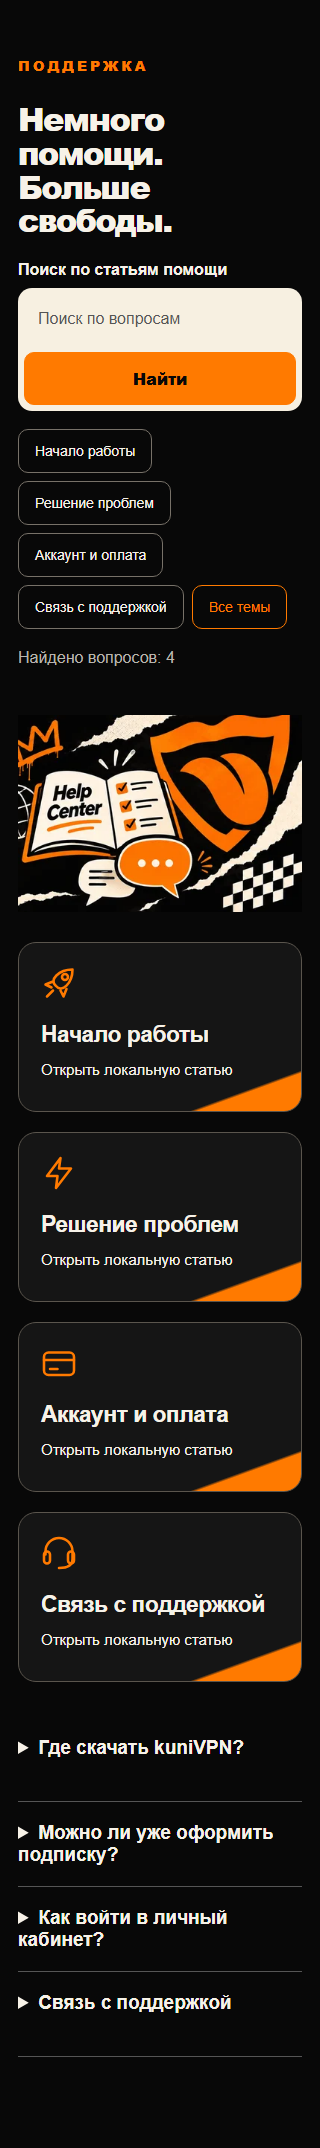 ПОДДЕРЖКА
Немного
помощи.
Больше
свободы.
Поиск по статьям помощи
Поиск по вопросам
Найти
Начало работы
Решение проблем
Аккаунт и оплата
Связь с поддержкой
Все темы
Найдено вопросов: 4
Help
Center
Начало работы
Открыть локальную статью
Решение проблем
Открыть локальную статью
Аккаунт и оплата
Открыть локальную статью
Связь с поддержкой
Открыть локальную статью
Где скачать kuniVPN?
Можно ли уже оформить
подписку?
Как войти в личный
кабинет?
Связь с поддержкой